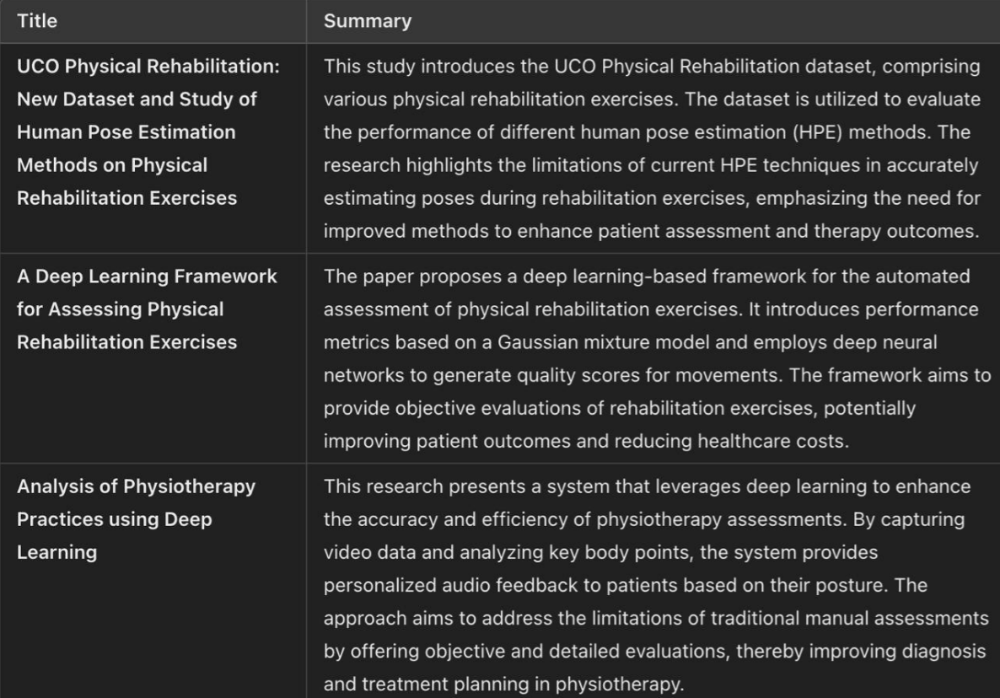 Title
Summary
UCO Physical Rehabilitation:
New Dataset and Study of
Human Pose Estimation
Methods on Physical
Rehabilitation Exercises
This study introduces the UCO Physical Rehabilitation dataset, comprising
various physical rehabilitation exercises. The dataset is utilized to evaluate
the performance of different human pose estimation (HPE) methods. The
research highlights the limitations of current HPE techniques in accurately
estimating poses during rehabilitation exercises, emphasizing the need for
improved methods to enhance patient assessment and therapy outcomes.
A Deep Learning Framework
for Assessing Physical
Rehabilitation Exercises
The paper proposes a deep learning-based framework for the automated
assessment of physical rehabilitation exercises. It introduces performance
metrics based on a Gaussian mixture model and employs deep neural
networks to generate quality scores for movements. The framework aims to
provide objective evaluations of rehabilitation exercises, potentially
improving patient outcomes and reducing healthcare costs.
Analysis of Physiotherapy
Practices using Deep
Learning
This research presents a system that leverages deep learning to enhance
the accuracy and efficiency of physiotherapy assessments. By capturing
video data and analyzing key body points, the system provides
personalized audio feedback to patients based on their posture. The
approach aims to address the limitations of traditional manual assessments
by offering objective and detailed evaluations, thereby improving diagnosis
and treatment planning in physiotherapy.